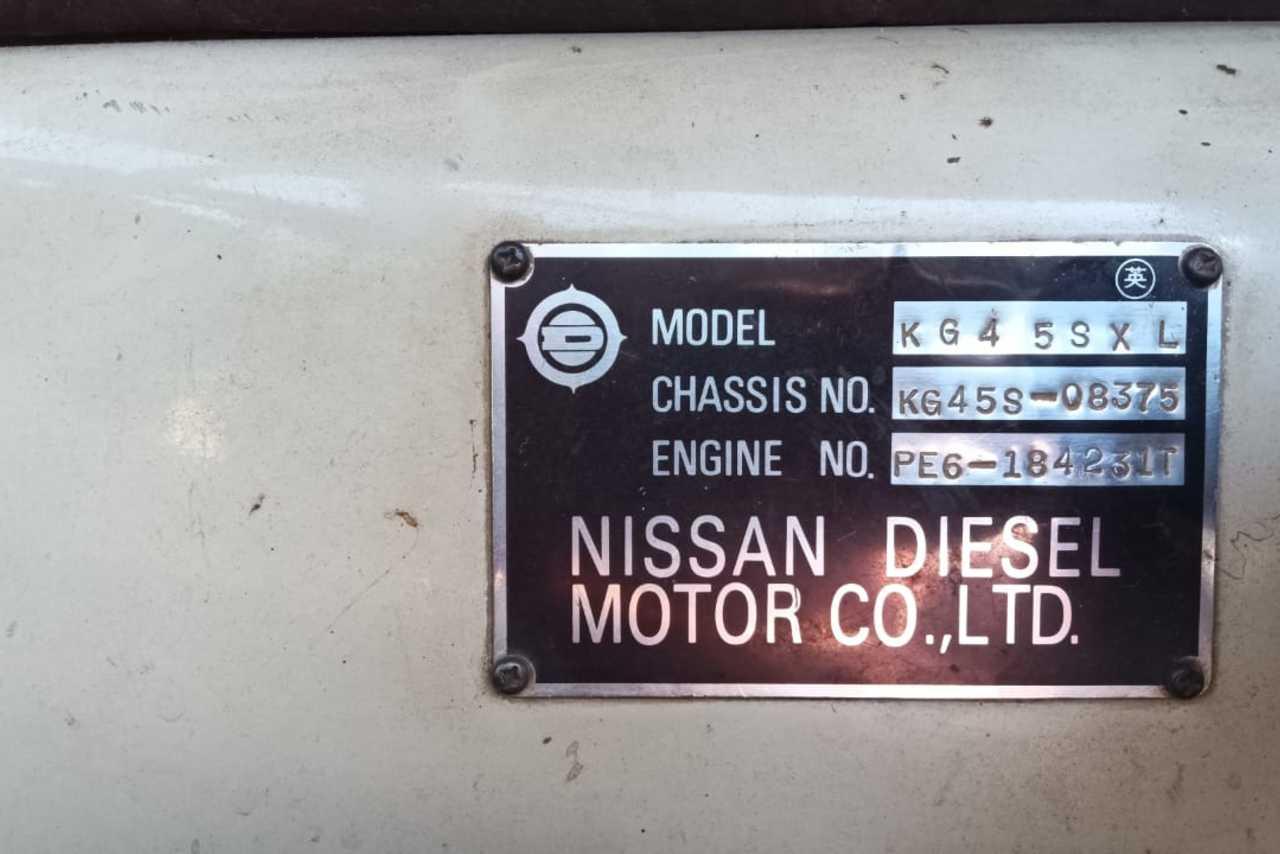 英
MODEL KG45SXL
CHASSIS NO. KG45S-08375
ENGINE NO. PE6-184231T
NISSAN DIESEL
MOTOR CO.,LTD.